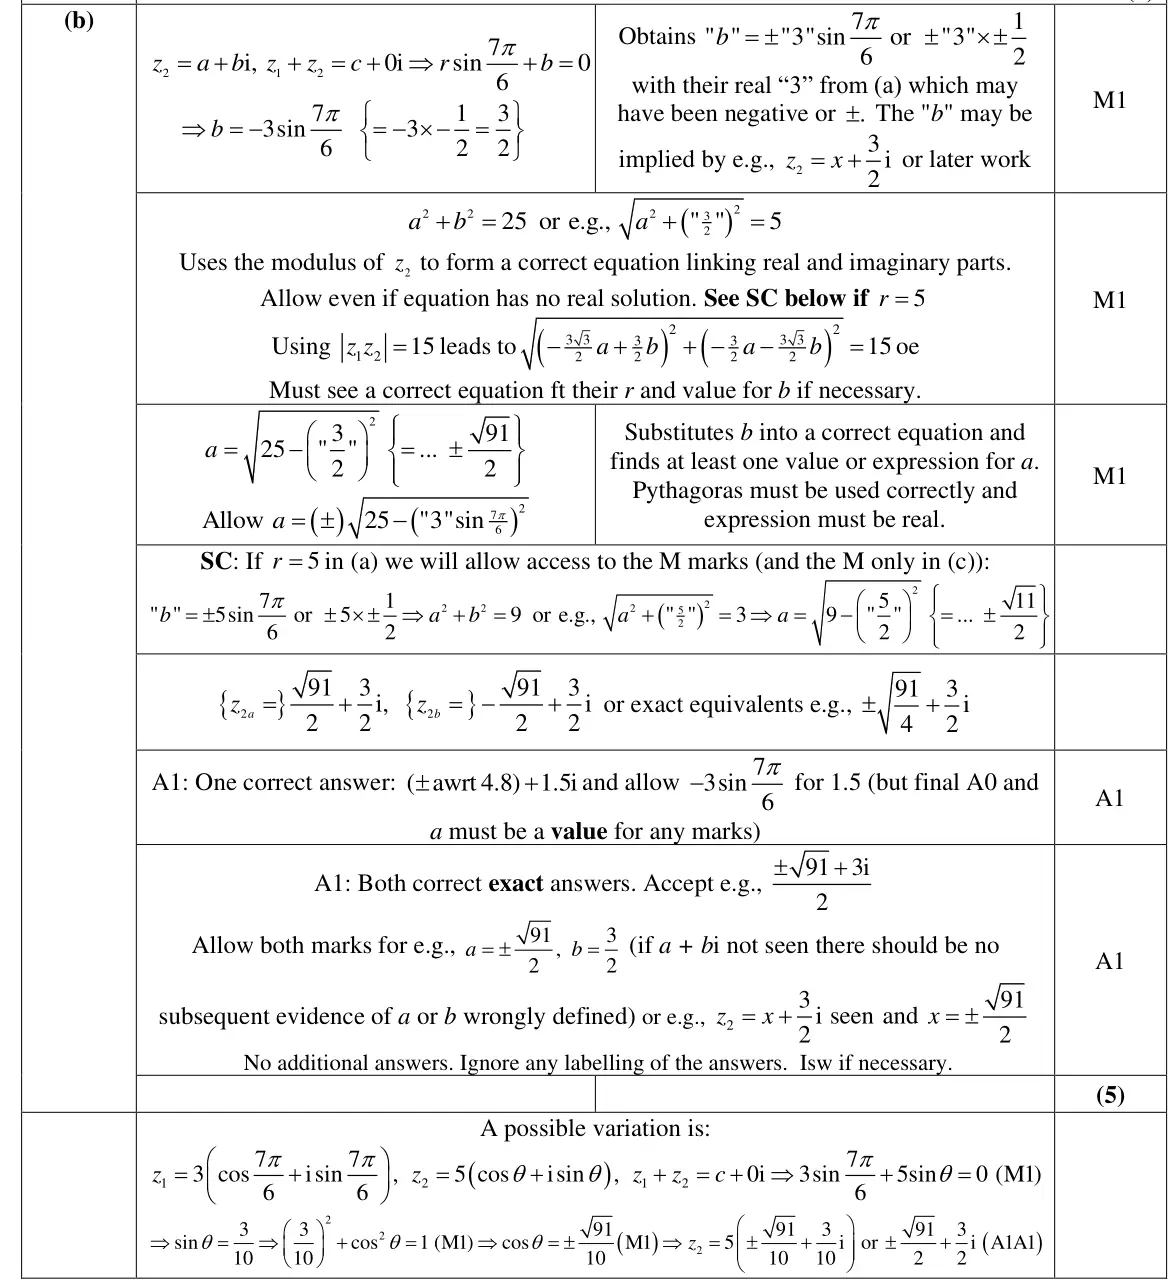 (b)
z₂ = a + bi, z₁ + z₂ = c + 0i ⇒ r sin 7π/6 + b = 0
⇒ b = −3sin 7π/6 {= −3 × −1/2 = 3/2}
Obtains "b" = ±"3"sin 7π/6 or ±"3"×±1/2
with their real “3” from (a) which may
have been negative or ±. The "b" may be
implied by e.g., z₂ = x + 3/2 i or later work
M1
a² + b² = 25 or e.g., √(a² + ("3/2")²) = 5
Uses the modulus of z₂ to form a correct equation linking real and imaginary parts.
Allow even if equation has no real solution. See SC below if r = 5
Using |z₁z₂| = 15 leads to √((−3√3/2 a + 3/2 b)² + (−3/2 a − 3√3/2 b)²) = 15 oe
Must see a correct equation ft their r and value for b if necessary.
M1
a = √(25 − ("3/2")²) {= ... ± √91/2}
Allow a = (±)√(25 − ("3"sin 7π/6)²)
Substitutes b into a correct equation and
finds at least one value or expression for a.
Pythagoras must be used correctly and
expression must be real.
M1
SC: If r = 5 in (a) we will allow access to the M marks (and the M only in (c)):
"b" = ±5sin 7π/6 or ±5×±1/2 ⇒ a² + b² = 9 or e.g., √(a² + ("5/2")²) = 3 ⇒ a = √(9 − ("5/2")²) {= ... ± √11/2}
{z₂ₐ =} √91/2 + 3/2 i, {z₂b =} −√91/2 + 3/2 i or exact equivalents e.g., ±√(91/4) + 3/2 i
A1: One correct answer: (±awrt 4.8) + 1.5i and allow −3sin 7π/6 for 1.5 (but final A0 and
a must be a value for any marks)
A1
A1: Both correct exact answers. Accept e.g., (±√91 + 3i)/2
Allow both marks for e.g., a = ±√91/2, b = 3/2 (if a + bi not seen there should be no
subsequent evidence of a or b wrongly defined) or e.g., z₂ = x + 3/2 i seen and x = ±√91/2
No additional answers. Ignore any labelling of the answers. Isw if necessary.
A1
(5)
A possible variation is:
z₁ = 3(cos 7π/6 + i sin 7π/6), z₂ = 5(cos θ + i sin θ), z₁ + z₂ = c + 0i ⇒ 3sin 7π/6 + 5sin θ = 0 (M1)
⇒ sin θ = 3/10 ⇒ (3/10)² + cos² θ = 1 (M1) ⇒ cos θ = ±√91/10 (M1) ⇒ z₂ = 5(±√91/10 + 3/10 i) or ±√91/2 + 3/2 i (A1A1)